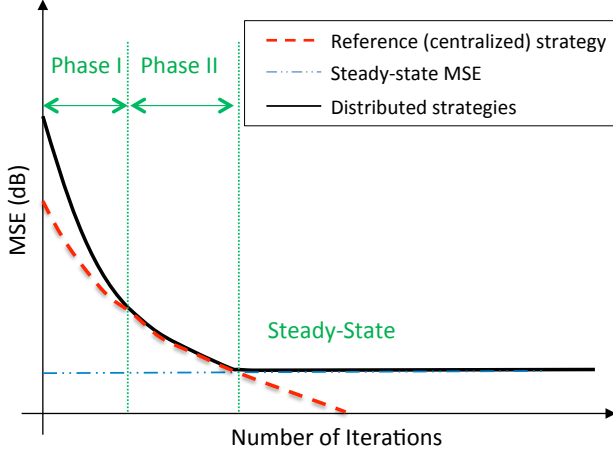 Reference (centralized) strategy
Steady-state MSE
Distributed strategies
Phase I
Phase II
MSE (dB)
Steady-State
Number of Iterations